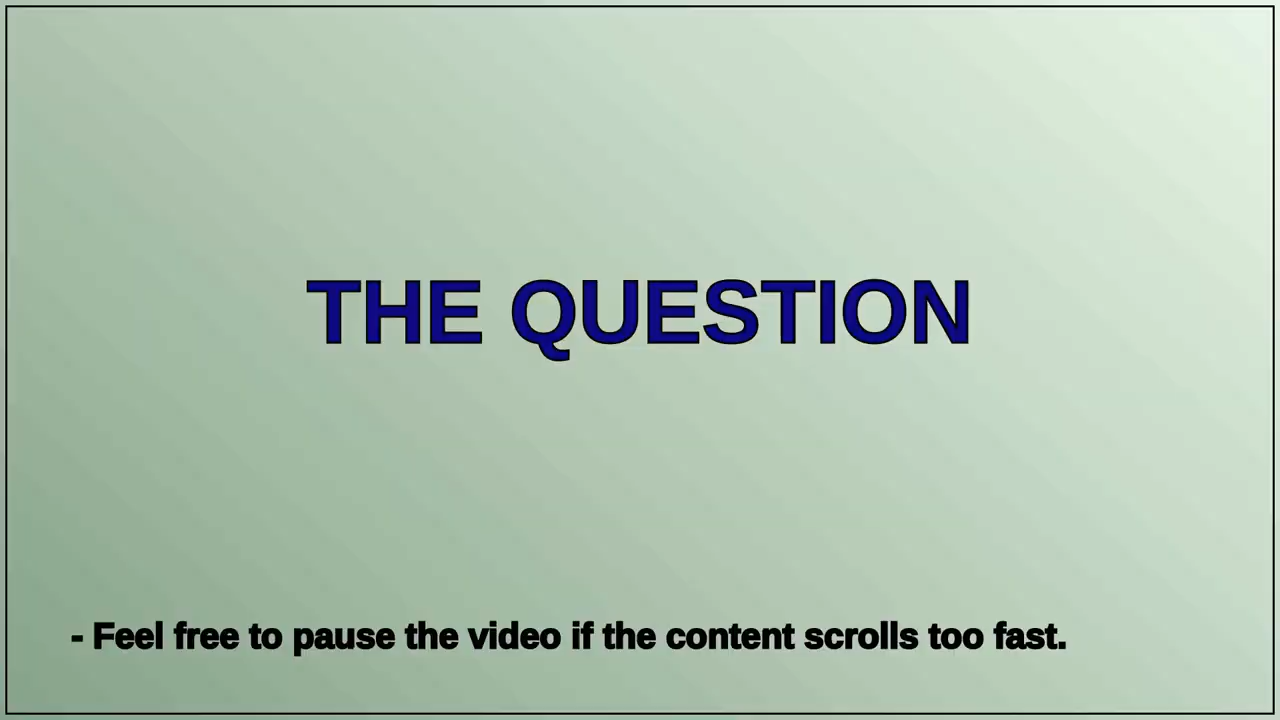 THE QUESTION
- Feel free to pause the video if the content scrolls too fast.